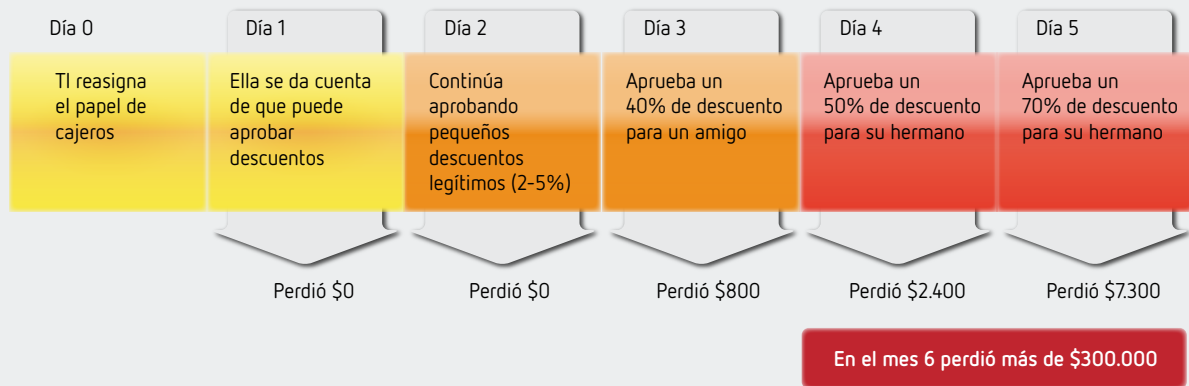 Día 0
TI reasigna
el papel de
cajeros
Día 1
Ella se da cuenta
de que puede
aprobar
descuentos
Perdió $0
Día 2
Continúa
aprobando
pequeños
descuentos
legítimos (2-5%)
Perdió $0
Día 3
Aprueba un
40% de descuento
para un amigo
Perdió $800
Día 4
Aprueba un
50% de descuento
para su hermano
Perdió $2.400
Día 5
Aprueba un
70% de descuento
para su hermano
Perdió $7.300
En el mes 6 perdió más de $300.000